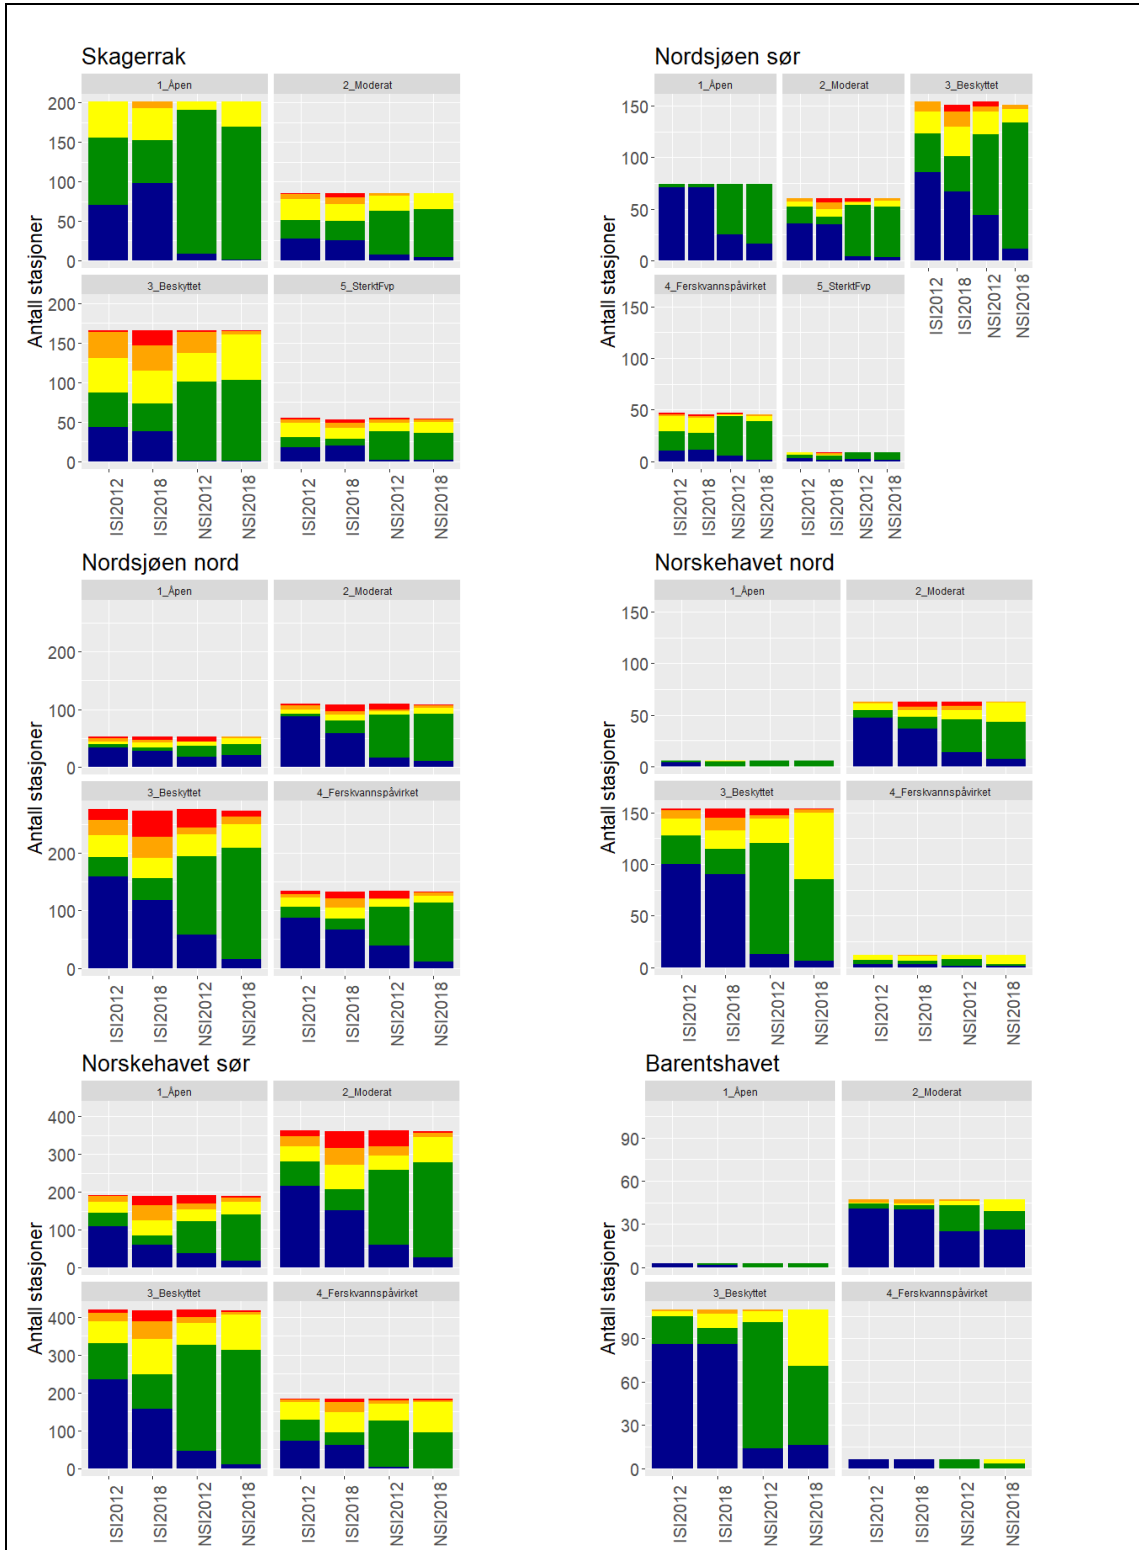 Skagerrak
1_Åpen
2_Moderat
200
150
100
50
0
3_Beskyttet
5_SterktFvp
200
150
100
50
0
Antall stasjoner
ISI2012
ISI2018
NSI2012
NSI2018
ISI2012
ISI2018
NSI2012
NSI2018
Nordsjøen sør
1_Åpen
2_Moderat
3_Beskyttet
150
100
50
0
ISI2012
ISI2018
NSI2012
NSI2018
4_Ferskvannspåvirket
5_SterktFvp
150
100
50
0
Antall stasjoner
ISI2012
ISI2018
NSI2012
NSI2018
ISI2012
ISI2018
NSI2012
NSI2018
Nordsjøen nord
1_Åpen
2_Moderat
200
100
0
3_Beskyttet
4_Ferskvannspåvirket
200
100
0
Antall stasjoner
ISI2012
ISI2018
NSI2012
NSI2018
ISI2012
ISI2018
NSI2012
NSI2018
Norskehavet nord
1_Åpen
2_Moderat
150
100
50
0
3_Beskyttet
4_Ferskvannspåvirket
150
100
50
0
Antall stasjoner
ISI2012
ISI2018
NSI2012
NSI2018
ISI2012
ISI2018
NSI2012
NSI2018
Norskehavet sør
1_Åpen
2_Moderat
400
300
200
100
0
3_Beskyttet
4_Ferskvannspåvirket
400
300
200
100
0
Antall stasjoner
ISI2012
ISI2018
NSI2012
NSI2018
ISI2012
ISI2018
NSI2012
NSI2018
Barentshavet
1_Åpen
2_Moderat
90
60
30
0
3_Beskyttet
4_Ferskvannspåvirket
90
60
30
0
Antall stasjoner
ISI2012
ISI2018
NSI2012
NSI2018
ISI2012
ISI2018
NSI2012
NSI2018